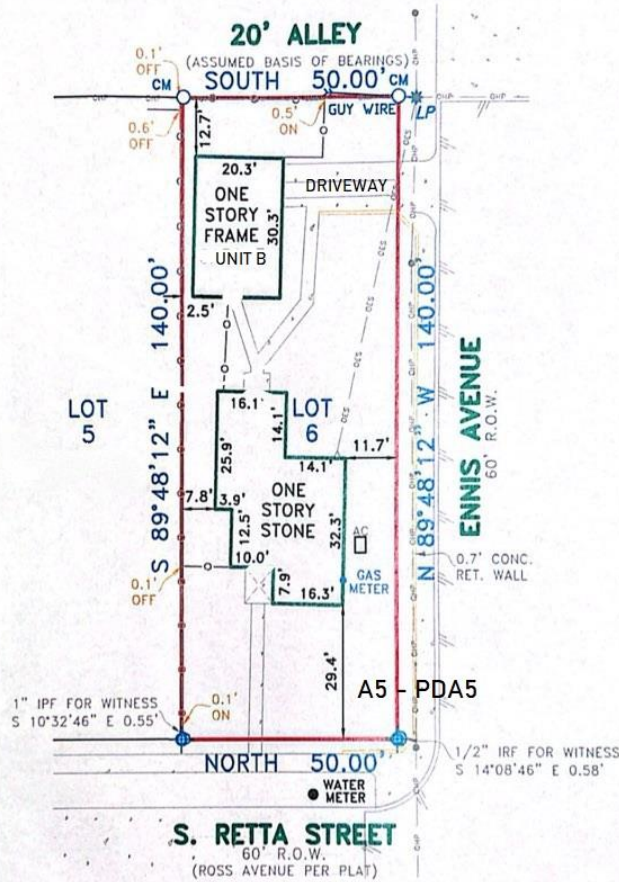 20' ALLEY
(ASSUMED BASIS OF BEARINGS)
0.1'
OFF
CM
SOUTH 50.00'
CM
0.6'
OFF
12.7'
0.5'
ON
GUY WIRE
LP
OHP
OHP
20.3'
DRIVEWAY
ONE
STORY
FRAME
UNIT B
30.3'
OES
2.5'
S 89°48'12" E 140.00'
N 89°48'12" W 140.00'
ENNIS AVENUE
60' R.O.W.
LOT
5
16.1'
LOT
6
14.1'
14.1'
11.7'
25.9'
7.8'
3.9'
ONE
STORY
STONE
12.5'
32.3'
AC
10.0'
0.1'
OFF
7.9'
16.3'
GAS
METER
0.7' CONC.
RET. WALL
29.4'
A5 - PDA5
1" IPF FOR WITNESS
S 10°32'46" E 0.55'
0.1'
ON
NORTH 50.00'
1/2" IRF FOR WITNESS
S 14°08'46" E 0.58'
WATER
METER
S. RETTA STREET
60' R.O.W.
(ROSS AVENUE PER PLAT)